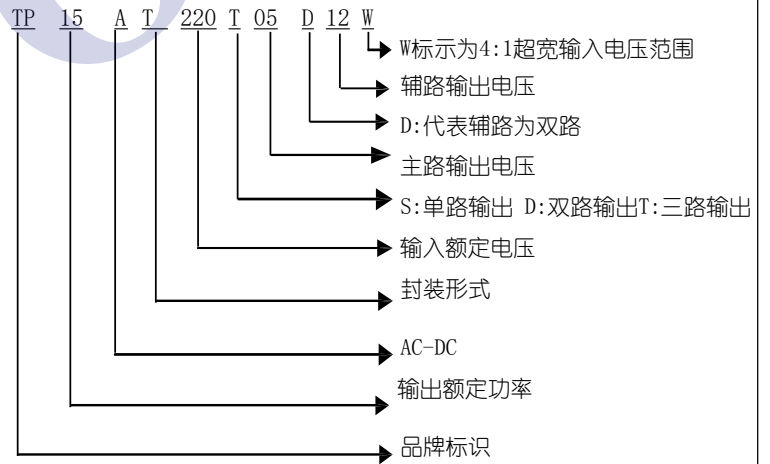 TP 15 A T 220 T 05 D 12 W
W标示为4:1超宽输入电压范围
辅路输出电压
D:代表辅路为双路
主路输出电压
S:单路输出 D:双路输出T:三路输出
输入额定电压
封装形式
AC-DC
输出额定功率
品牌标识